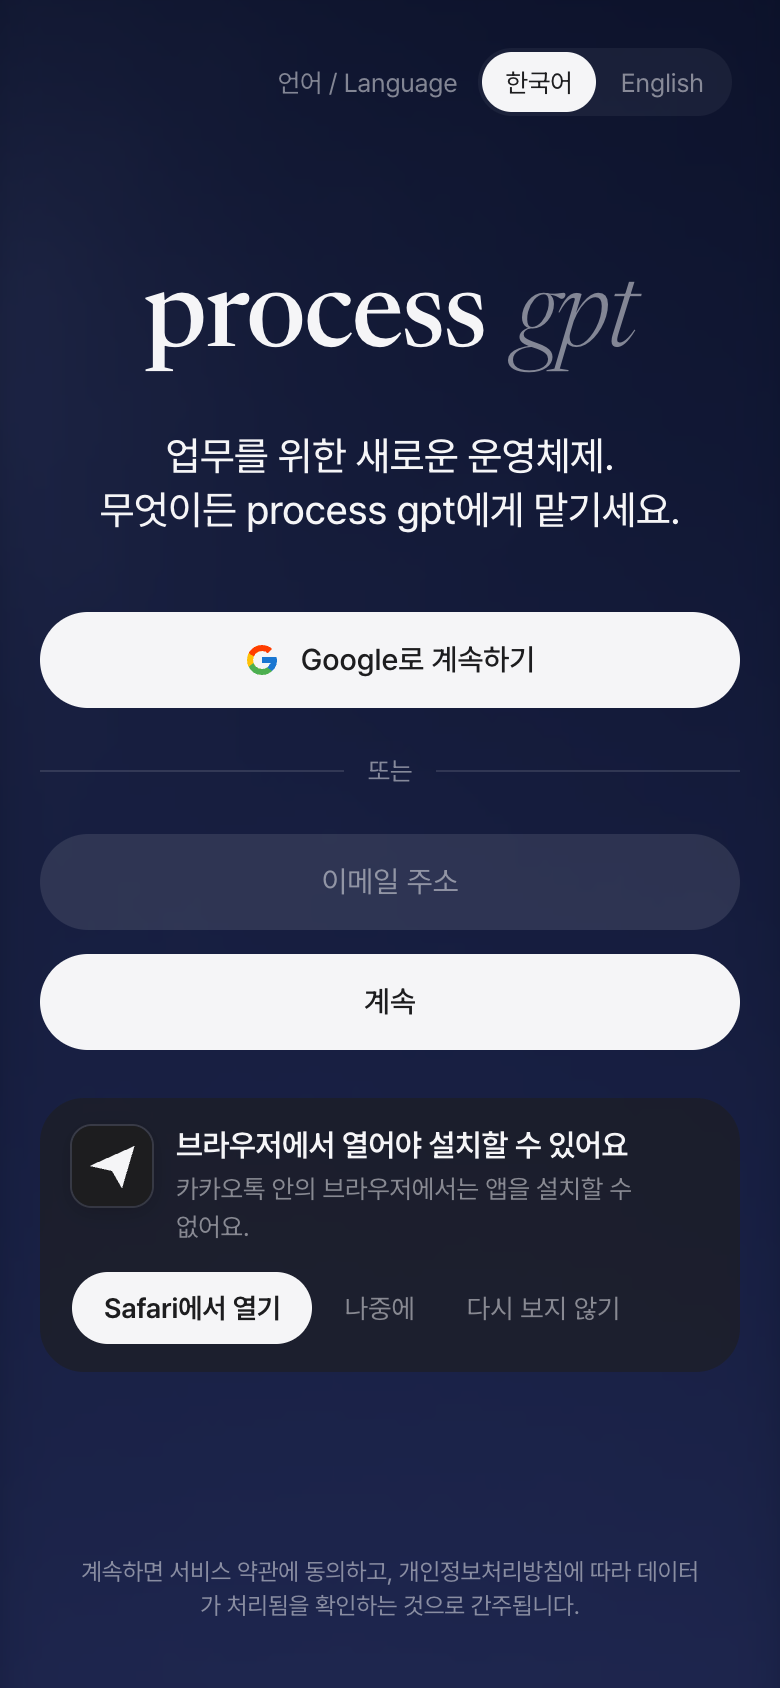 언어 / Language 한국어 English
process gpt
업무를 위한 새로운 운영체제.
무엇이든 process gpt에게 맡기세요.
Google로 계속하기
또는
이메일 주소
계속
브라우저에서 열어야 설치할 수 있어요
카카오톡 안의 브라우저에서는 앱을 설치할 수
없어요.
Safari에서 열기 나중에 다시 보지 않기
계속하면 서비스 약관에 동의하고, 개인정보처리방침에 따라 데이터
가 처리됨을 확인하는 것으로 간주됩니다.